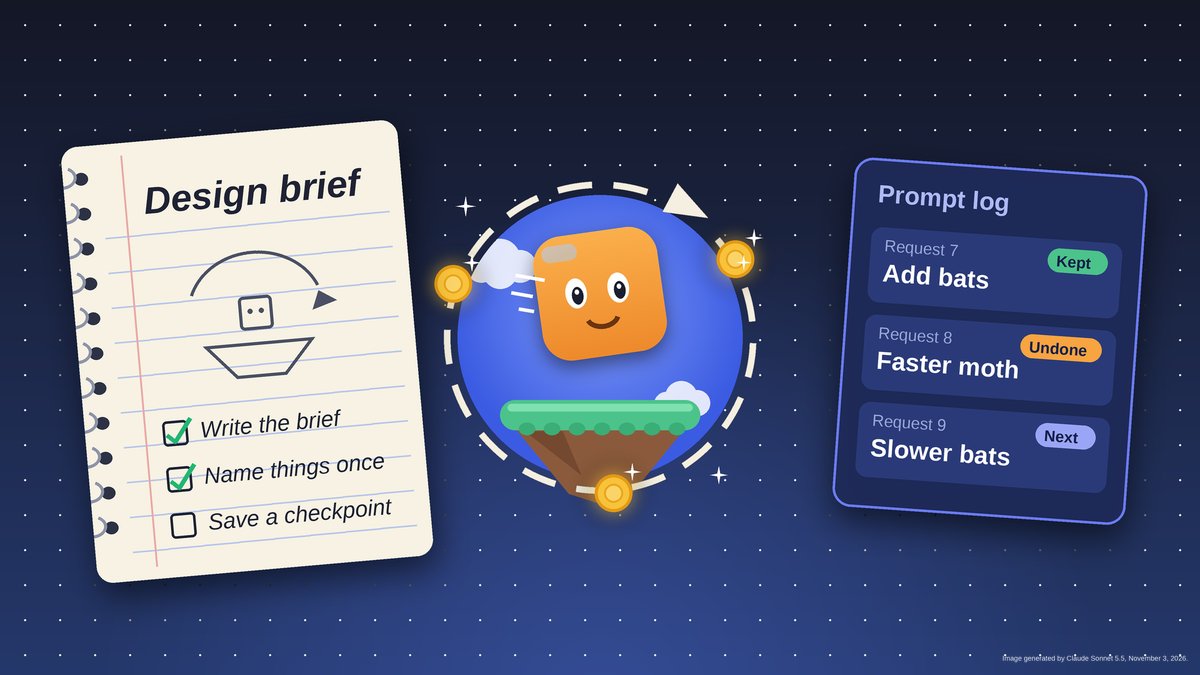 Design brief
Write the brief
Name things once
Save a checkpoint
Prompt log
Request 7
Add bats
Kept
Request 8
Faster moth
Undone
Request 9
Slower bats
Next
Image generated by Claude Sonnet 5.5, November 3, 2026.